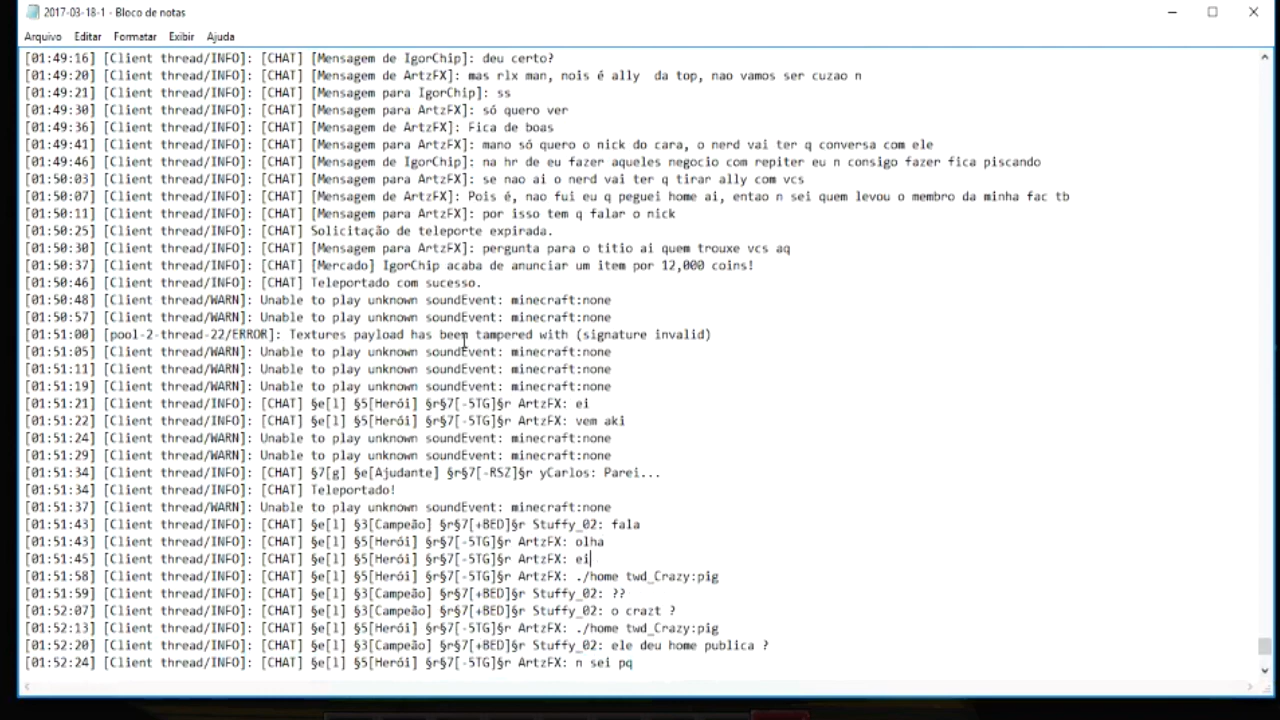 2017-03-18-1 - Bloco de notas
Arquivo Editar Formatar Exibir Ajuda
[01:49:16] [Client thread/INFO]: [CHAT] [Mensagem de IgorChip]: deu certo?
[01:49:20] [Client thread/INFO]: [CHAT] [Mensagem de ArtzFX]: mas rlx man, nois é ally  da top, nao vamos ser cuzao n
[01:49:21] [Client thread/INFO]: [CHAT] [Mensagem para IgorChip]: ss
[01:49:30] [Client thread/INFO]: [CHAT] [Mensagem para ArtzFX]: só quero ver
[01:49:36] [Client thread/INFO]: [CHAT] [Mensagem de ArtzFX]: Fica de boas
[01:49:41] [Client thread/INFO]: [CHAT] [Mensagem para ArtzFX]: mano só quero o nick do cara, o nerd vai ter q conversa com ele
[01:49:46] [Client thread/INFO]: [CHAT] [Mensagem de IgorChip]: na hr de eu fazer aqueles negocio com repiter eu n consigo fazer fica piscando
[01:50:03] [Client thread/INFO]: [CHAT] [Mensagem para ArtzFX]: se nao ai o nerd vai ter q tirar ally com vcs
[01:50:07] [Client thread/INFO]: [CHAT] [Mensagem de ArtzFX]: Pois é, nao fui eu q peguei home ai, entao n sei quem levou o membro da minha fac tb
[01:50:11] [Client thread/INFO]: [CHAT] [Mensagem para ArtzFX]: por isso tem q falar o nick
[01:50:25] [Client thread/INFO]: [CHAT] Solicitação de teleporte expirada.
[01:50:30] [Client thread/INFO]: [CHAT] [Mensagem para ArtzFX]: pergunta para o titio ai quem trouxe vcs aq
[01:50:37] [Client thread/INFO]: [CHAT] [Mercado] IgorChip acaba de anunciar um item por 12,000 coins!
[01:50:46] [Client thread/INFO]: [CHAT] Teleportado com sucesso.
[01:50:48] [Client thread/WARN]: Unable to play unknown soundEvent: minecraft:none
[01:50:57] [Client thread/WARN]: Unable to play unknown soundEvent: minecraft:none
[01:51:00] [pool-2-thread-22/ERROR]: Textures payload has been tampered with (signature invalid)
[01:51:05] [Client thread/WARN]: Unable to play unknown soundEvent: minecraft:none
[01:51:11] [Client thread/WARN]: Unable to play unknown soundEvent: minecraft:none
[01:51:19] [Client thread/WARN]: Unable to play unknown soundEvent: minecraft:none
[01:51:21] [Client thread/INFO]: [CHAT] §e[l] §5[Herói] §r§7[-5TG]§r ArtzFX: ei
[01:51:22] [Client thread/INFO]: [CHAT] §e[l] §5[Herói] §r§7[-5TG]§r ArtzFX: vem aki
[01:51:24] [Client thread/WARN]: Unable to play unknown soundEvent: minecraft:none
[01:51:29] [Client thread/WARN]: Unable to play unknown soundEvent: minecraft:none
[01:51:34] [Client thread/INFO]: [CHAT] §7[g] §e[Ajudante] §r§7[-RSZ]§r yCarlos: Parei...
[01:51:34] [Client thread/INFO]: [CHAT] Teleportado!
[01:51:37] [Client thread/WARN]: Unable to play unknown soundEvent: minecraft:none
[01:51:43] [Client thread/INFO]: [CHAT] §e[l] §3[Campeão] §r§7[+BED]§r Stuffy_02: fala
[01:51:43] [Client thread/INFO]: [CHAT] §e[l] §5[Herói] §r§7[-5TG]§r ArtzFX: olha
[01:51:45] [Client thread/INFO]: [CHAT] §e[l] §5[Herói] §r§7[-5TG]§r ArtzFX: ei
[01:51:58] [Client thread/INFO]: [CHAT] §e[l] §5[Herói] §r§7[-5TG]§r ArtzFX: ./home twd_Crazy:pig
[01:51:59] [Client thread/INFO]: [CHAT] §e[l] §3[Campeão] §r§7[+BED]§r Stuffy_02: ??
[01:52:07] [Client thread/INFO]: [CHAT] §e[l] §3[Campeão] §r§7[+BED]§r Stuffy_02: o crazt ?
[01:52:13] [Client thread/INFO]: [CHAT] §e[l] §5[Herói] §r§7[-5TG]§r ArtzFX: ./home twd_Crazy:pig
[01:52:20] [Client thread/INFO]: [CHAT] §e[l] §3[Campeão] §r§7[+BED]§r Stuffy_02: ele deu home publica ?
[01:52:24] [Client thread/INFO]: [CHAT] §e[l] §5[Herói] §r§7[-5TG]§r ArtzFX: n sei pq